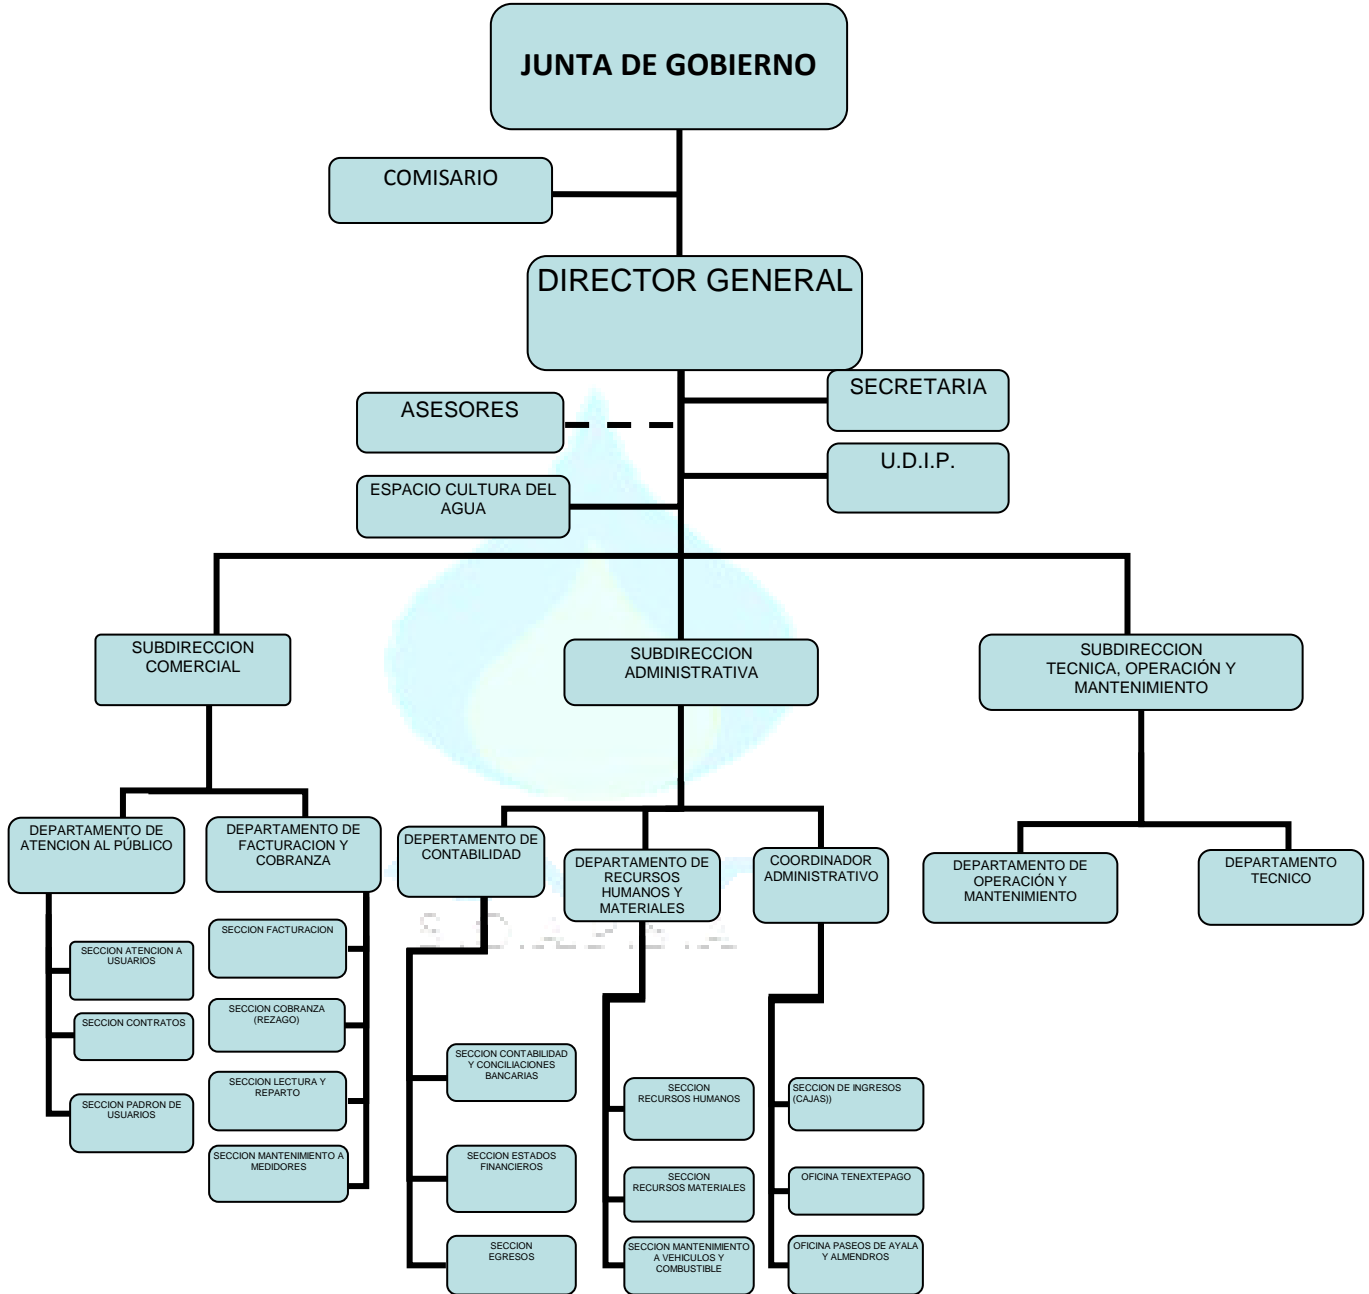 JUNTA DE GOBIERNO
COMISARIO
DIRECTOR GENERAL
SECRETARIA
ASESORES
U.D.I.P.
ESPACIO CULTURA DEL
AGUA
SUBDIRECCION
COMERCIAL
SUBDIRECCION
ADMINISTRATIVA
SUBDIRECCION
TECNICA, OPERACIÓN Y
MANTENIMIENTO
DEPARTAMENTO DE
ATENCION AL PÚBLICO
DEPARTAMENTO DE
FACTURACION Y
COBRANZA
DEPERTAMENTO DE
CONTABILIDAD
DEPARTAMENTO DE
RECURSOS
HUMANOS Y
MATERIALES
COORDINADOR
ADMINISTRATIVO
DEPARTAMENTO DE
OPERACIÓN Y
MANTENIMIENTO
DEPARTAMENTO
TECNICO
SECCION ATENCION A
USUARIOS
SECCION CONTRATOS
SECCION PADRON DE
USUARIOS
SECCION FACTURACION
SECCION COBRANZA
(REZAGO)
SECCION LECTURA Y
REPARTO
SECCION MANTENIMIENTO A
MEDIDORES
SECCION CONTABILIDAD
Y CONCILIACIONES
BANCARIAS
SECCION ESTADOS
FINANCIEROS
SECCION
EGRESOS
SECCION
RECURSOS HUMANOS
SECCION
RECURSOS MATERIALES
SECCION MANTENIMIENTO
A VEHICULOS Y
COMBUSTIBLE
SECCION DE INGRESOS
(CAJAS))
OFICINA TENEXTEPAGO
OFICINA PASEOS DE AYALA
Y ALMENDROS